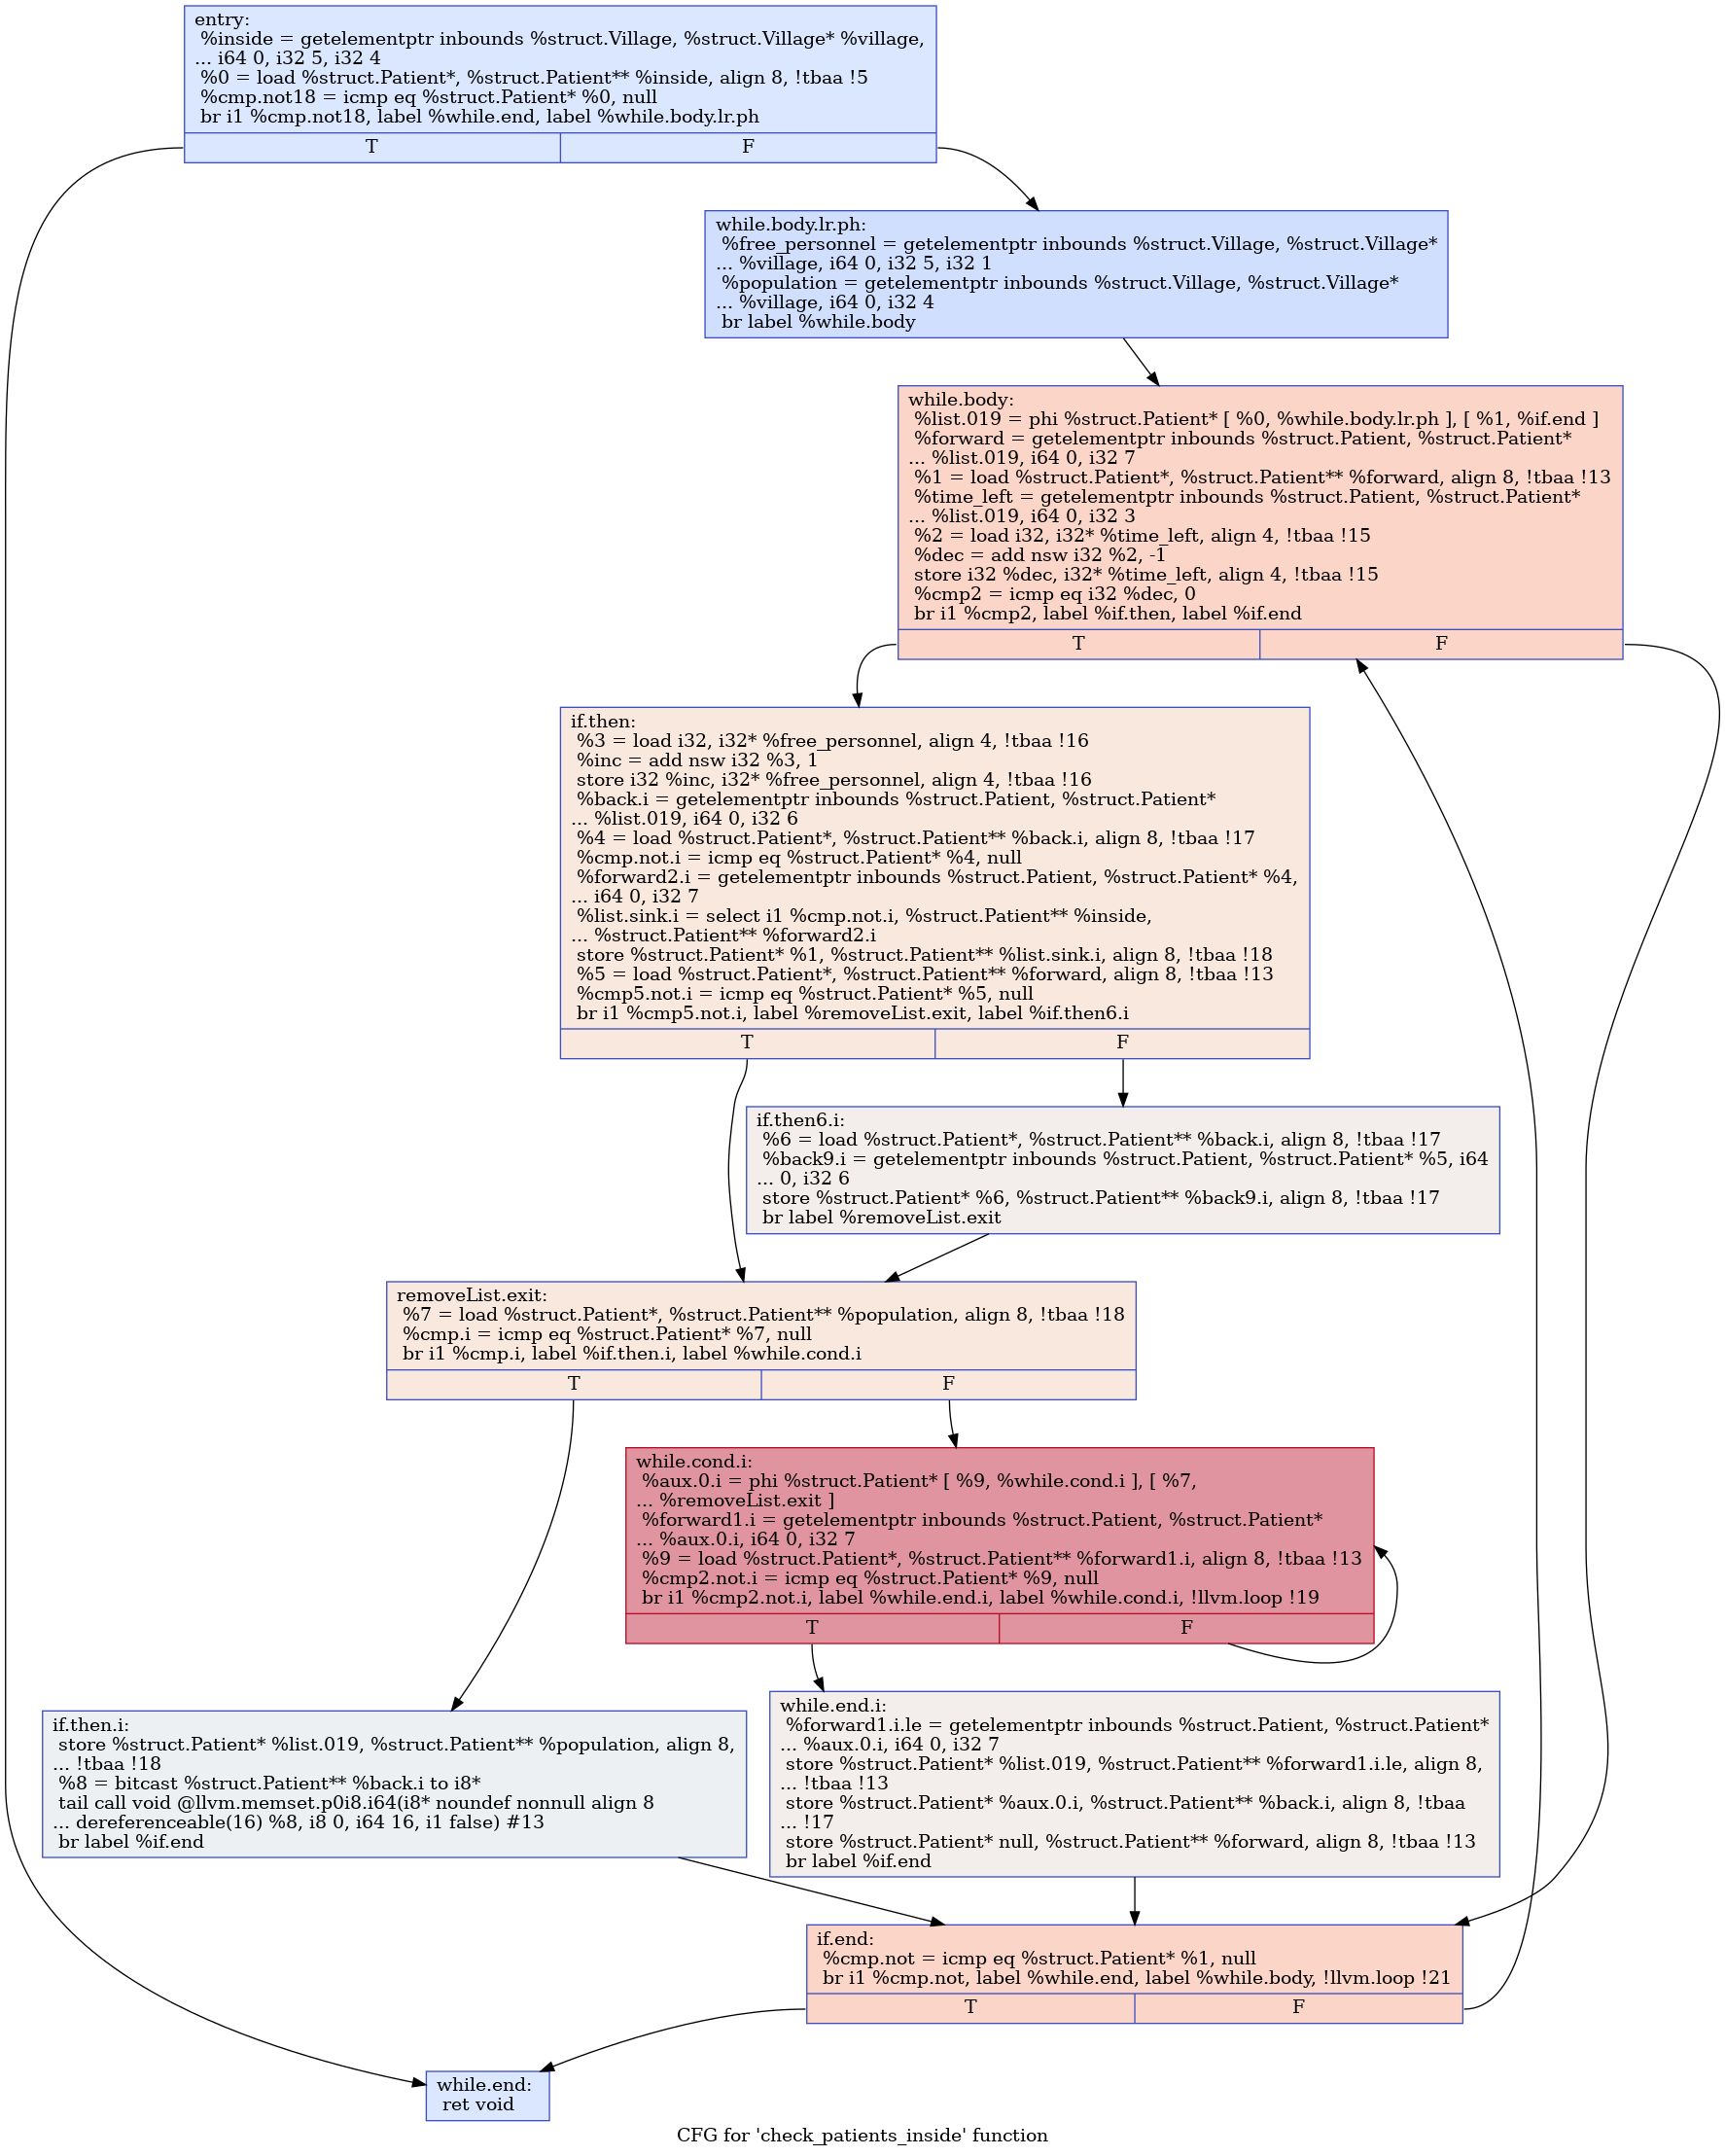 entry:
%inside = getelementptr inbounds %struct.Village, %struct.Village* %village,
... i64 0, i32 5, i32 4
%0 = load %struct.Patient*, %struct.Patient** %inside, align 8, !tbaa !5
%cmp.not18 = icmp eq %struct.Patient* %0, null
br i1 %cmp.not18, label %while.end, label %while.body.lr.ph
T F
while.body.lr.ph:
%free_personnel = getelementptr inbounds %struct.Village, %struct.Village*
... %village, i64 0, i32 5, i32 1
%population = getelementptr inbounds %struct.Village, %struct.Village*
... %village, i64 0, i32 4
br label %while.body
while.body:
%list.019 = phi %struct.Patient* [ %0, %while.body.lr.ph ], [ %1, %if.end ]
%forward = getelementptr inbounds %struct.Patient, %struct.Patient*
... %list.019, i64 0, i32 7
%1 = load %struct.Patient*, %struct.Patient** %forward, align 8, !tbaa !13
%time_left = getelementptr inbounds %struct.Patient, %struct.Patient*
... %list.019, i64 0, i32 3
%2 = load i32, i32* %time_left, align 4, !tbaa !15
%dec = add nsw i32 %2, -1
store i32 %dec, i32* %time_left, align 4, !tbaa !15
%cmp2 = icmp eq i32 %dec, 0
br i1 %cmp2, label %if.then, label %if.end
T F
if.then:
%3 = load i32, i32* %free_personnel, align 4, !tbaa !16
%inc = add nsw i32 %3, 1
store i32 %inc, i32* %free_personnel, align 4, !tbaa !16
%back.i = getelementptr inbounds %struct.Patient, %struct.Patient*
... %list.019, i64 0, i32 6
%4 = load %struct.Patient*, %struct.Patient** %back.i, align 8, !tbaa !17
%cmp.not.i = icmp eq %struct.Patient* %4, null
%forward2.i = getelementptr inbounds %struct.Patient, %struct.Patient* %4,
... i64 0, i32 7
%list.sink.i = select i1 %cmp.not.i, %struct.Patient** %inside,
... %struct.Patient** %forward2.i
store %struct.Patient* %1, %struct.Patient** %list.sink.i, align 8, !tbaa !18
%5 = load %struct.Patient*, %struct.Patient** %forward, align 8, !tbaa !13
%cmp5.not.i = icmp eq %struct.Patient* %5, null
br i1 %cmp5.not.i, label %removeList.exit, label %if.then6.i
T F
if.then6.i:
%6 = load %struct.Patient*, %struct.Patient** %back.i, align 8, !tbaa !17
%back9.i = getelementptr inbounds %struct.Patient, %struct.Patient* %5, i64
... 0, i32 6
store %struct.Patient* %6, %struct.Patient** %back9.i, align 8, !tbaa !17
br label %removeList.exit
removeList.exit:
%7 = load %struct.Patient*, %struct.Patient** %population, align 8, !tbaa !18
%cmp.i = icmp eq %struct.Patient* %7, null
br i1 %cmp.i, label %if.then.i, label %while.cond.i
T F
while.cond.i:
%aux.0.i = phi %struct.Patient* [ %9, %while.cond.i ], [ %7,
... %removeList.exit ]
%forward1.i = getelementptr inbounds %struct.Patient, %struct.Patient*
... %aux.0.i, i64 0, i32 7
%9 = load %struct.Patient*, %struct.Patient** %forward1.i, align 8, !tbaa !13
%cmp2.not.i = icmp eq %struct.Patient* %9, null
br i1 %cmp2.not.i, label %while.end.i, label %while.cond.i, !llvm.loop !19
T F
if.then.i:
store %struct.Patient* %list.019, %struct.Patient** %population, align 8,
... !tbaa !18
%8 = bitcast %struct.Patient** %back.i to i8*
tail call void @llvm.memset.p0i8.i64(i8* noundef nonnull align 8
... dereferenceable(16) %8, i8 0, i64 16, i1 false) #13
br label %if.end
while.end.i:
%forward1.i.le = getelementptr inbounds %struct.Patient, %struct.Patient*
... %aux.0.i, i64 0, i32 7
store %struct.Patient* %list.019, %struct.Patient** %forward1.i.le, align 8,
... !tbaa !13
store %struct.Patient* %aux.0.i, %struct.Patient** %back.i, align 8, !tbaa
... !17
store %struct.Patient* null, %struct.Patient** %forward, align 8, !tbaa !13
br label %if.end
if.end:
%cmp.not = icmp eq %struct.Patient* %1, null
br i1 %cmp.not, label %while.end, label %while.body, !llvm.loop !21
T F
while.end:
ret void
CFG for 'check_patients_inside' function